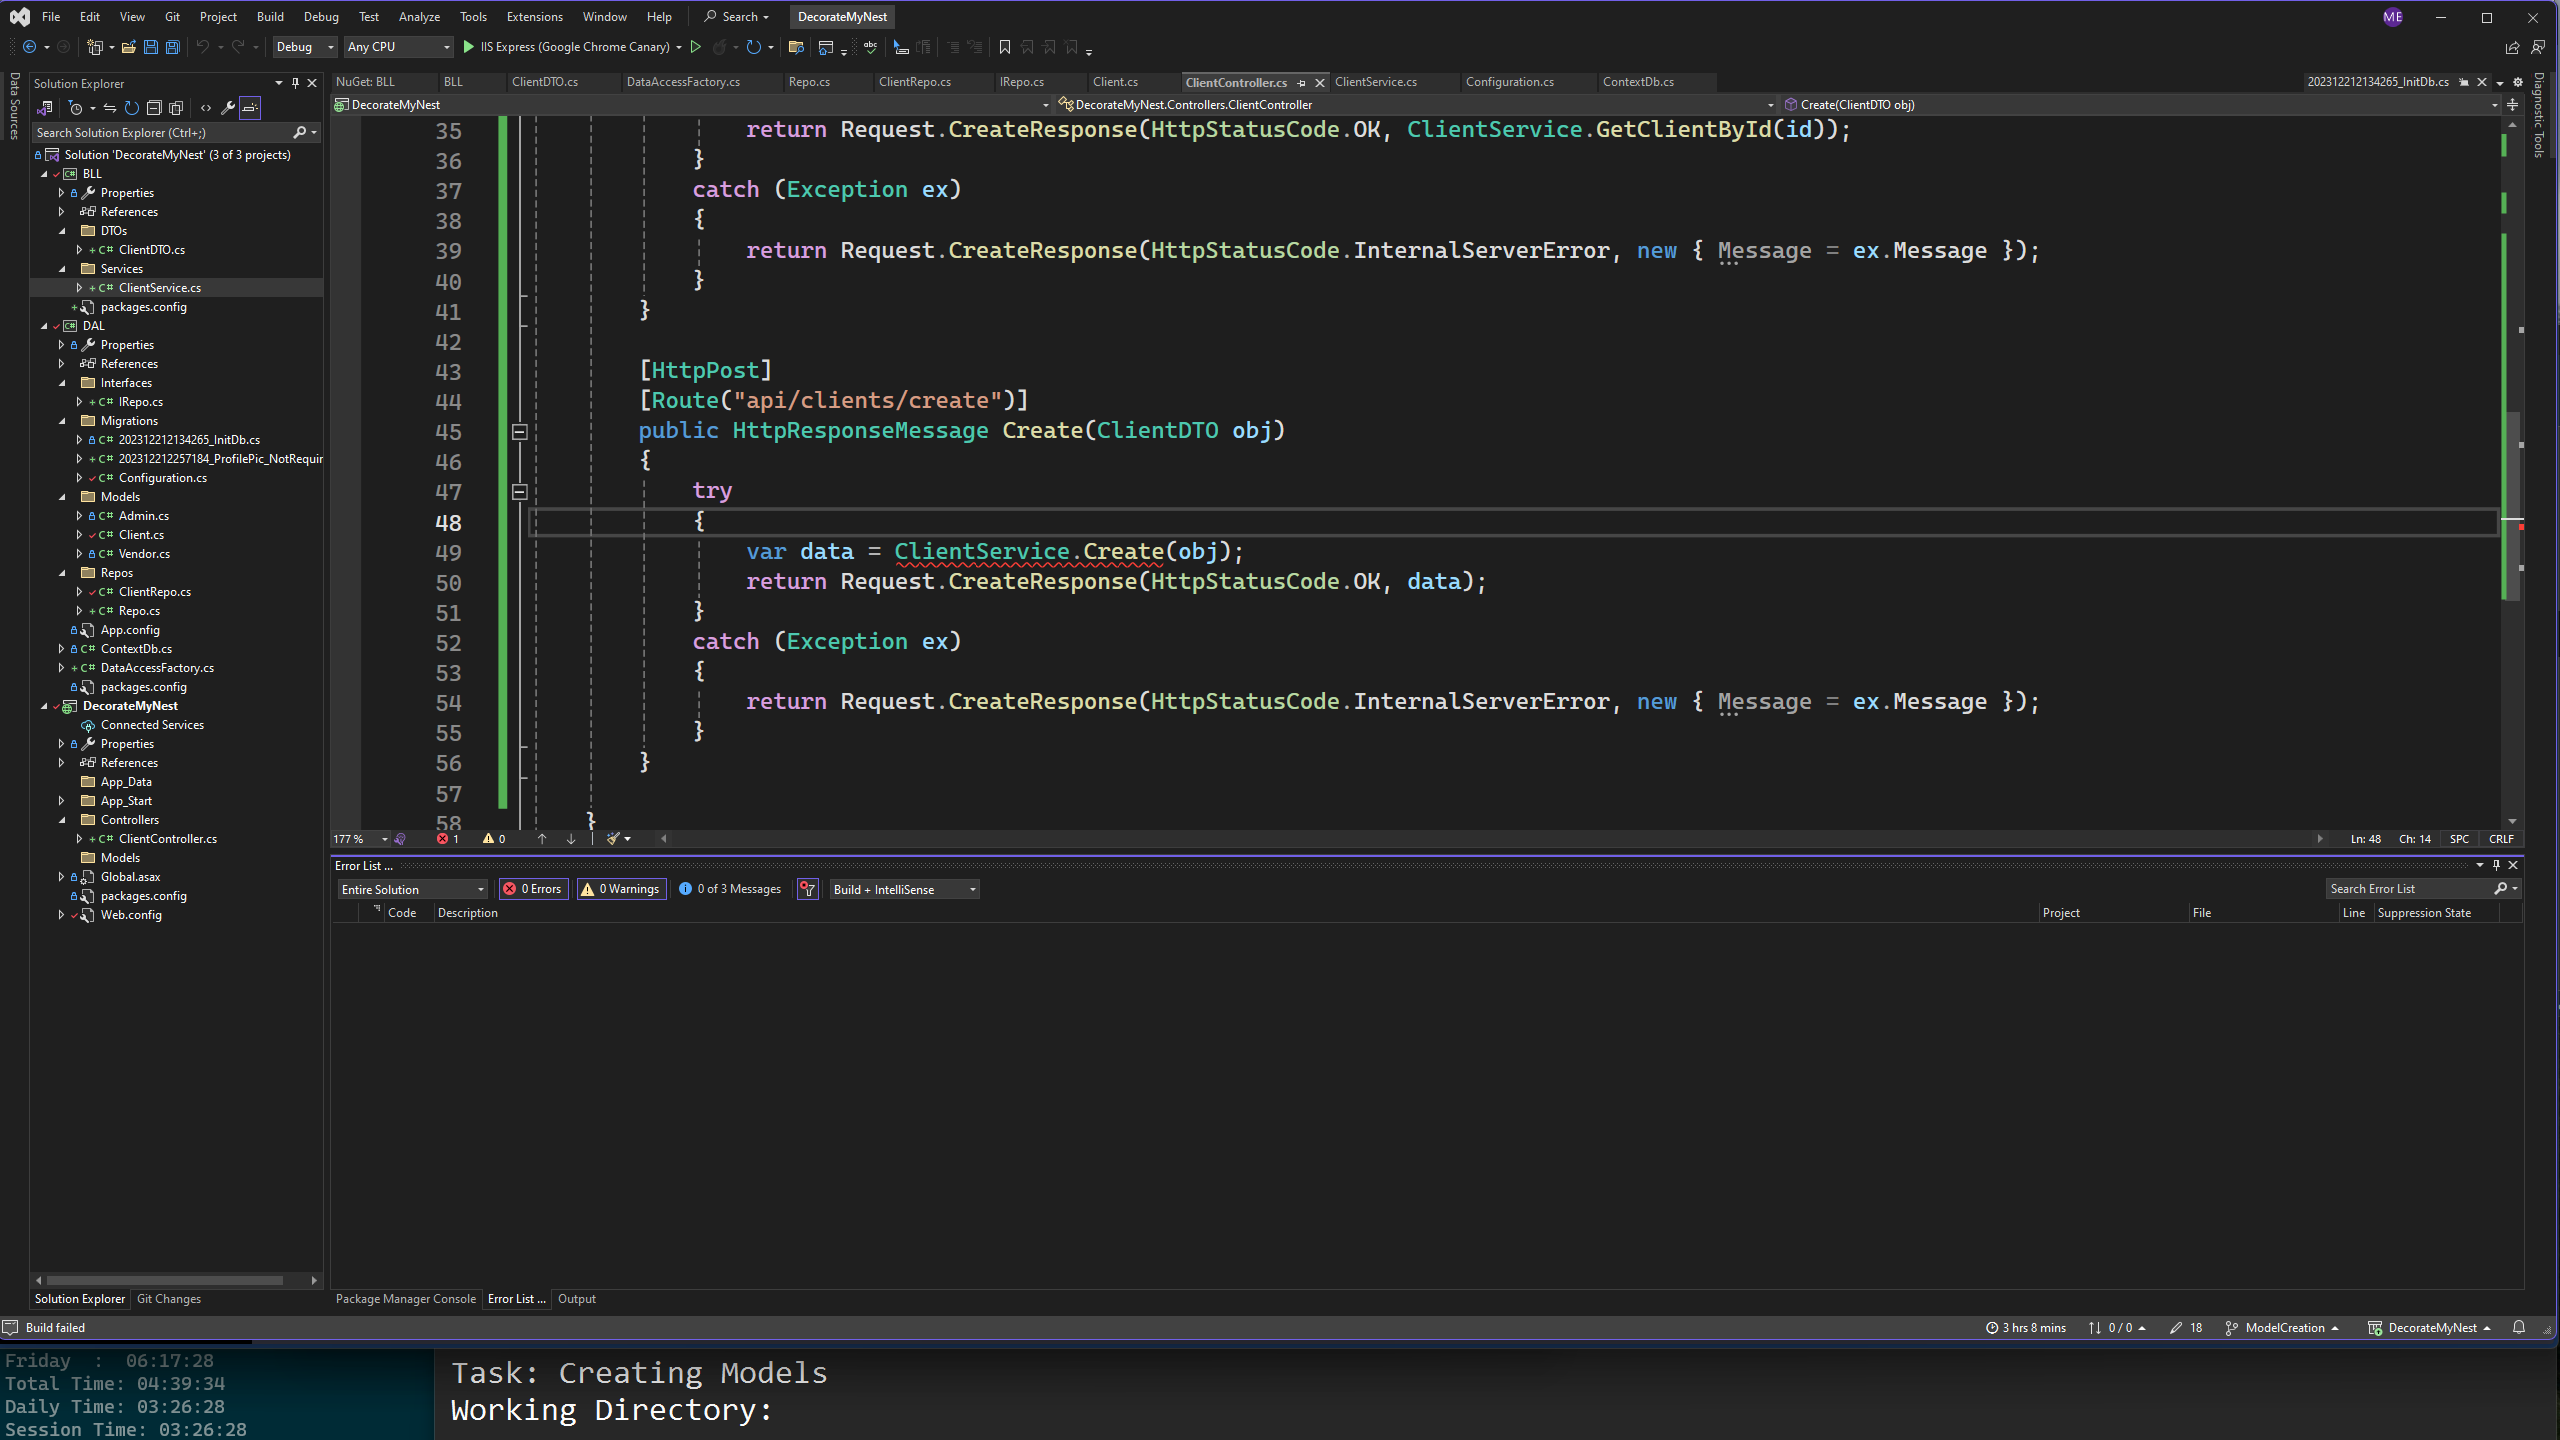 File Edit View Git Project Build Debug Test Analyze Tools Extensions Window Help Search DecorateMyNest ME
Debug Any CPU IIS Express (Google Chrome Canary)
Data Sources
Solution Explorer
Search Solution Explorer (Ctrl+;)
Solution 'DecorateMyNest' (3 of 3 projects)
BLL
Properties
References
DTOs
C# ClientDTO.cs
Services
C# ClientService.cs
packages.config
DAL
Properties
References
Interfaces
C# IRepo.cs
Migrations
C# 202312212134265_InitDb.cs
C# 202312212257184_ProfilePic_NotRequir
C# Configuration.cs
Models
C# Admin.cs
C# Client.cs
C# Vendor.cs
Repos
C# ClientRepo.cs
C# Repo.cs
App.config
C# ContextDb.cs
C# DataAccessFactory.cs
packages.config
DecorateMyNest
Connected Services
Properties
References
App_Data
App_Start
Controllers
C# ClientController.cs
Models
Global.asax
packages.config
Web.config
Solution Explorer Git Changes
NuGet: BLL BLL ClientDTO.cs DataAccessFactory.cs Repo.cs ClientRepo.cs IRepo.cs Client.cs ClientController.cs ClientService.cs Configuration.cs ContextDb.cs 202312212134265_InitDb.cs
DecorateMyNest DecorateMyNest.Controllers.ClientController Create(ClientDTO obj)
Diagnostic Tools
35 return Request.CreateResponse(HttpStatusCode.OK, ClientService.GetClientById(id));
36 }
37 catch (Exception ex)
38 {
39 return Request.CreateResponse(HttpStatusCode.InternalServerError, new { Message = ex.Message });
40 }
41 }
42
43 [HttpPost]
44 [Route("api/clients/create")]
45 public HttpResponseMessage Create(ClientDTO obj)
46 {
47 try
48 {
49 var data = ClientService.Create(obj);
50 return Request.CreateResponse(HttpStatusCode.OK, data);
51 }
52 catch (Exception ex)
53 {
54 return Request.CreateResponse(HttpStatusCode.InternalServerError, new { Message = ex.Message });
55 }
56 }
57
58 }
177 % 1 0 Ln: 48 Ch: 14 SPC CRLF
Error List ...
Entire Solution 0 Errors 0 Warnings 0 of 3 Messages Build + IntelliSense Search Error List
Code Description Project File Line Suppression State
Package Manager Console Error List ... Output
Build failed 3 hrs 8 mins 0 / 0 18 ModelCreation DecorateMyNest
Friday : 06:17:28
Total Time: 04:39:34
Daily Time: 03:26:28
Session Time: 03:26:28
Task: Creating Models
Working Directory: